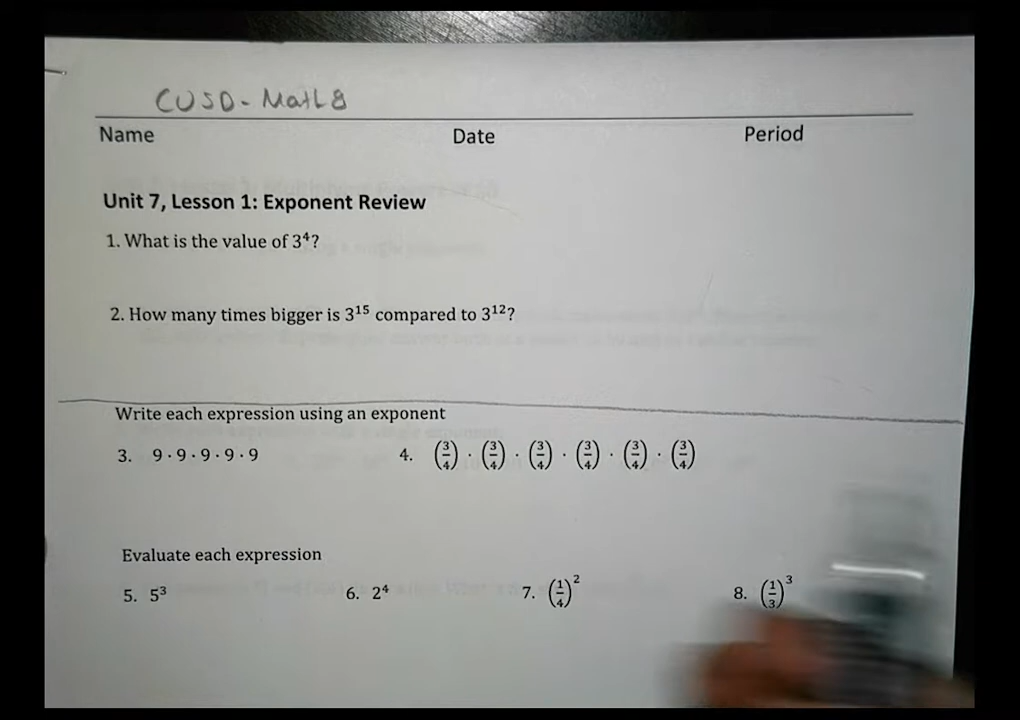 CUSD - Math 8
Name Date Period
Unit 7, Lesson 1: Exponent Review
1. What is the value of 3⁴?
2. How many times bigger is 3¹⁵ compared to 3¹²?
Write each expression using an exponent
3. 9 · 9 · 9 · 9 · 9 4. (3/4) · (3/4) · (3/4) · (3/4) · (3/4) · (3/4)
Evaluate each expression
5. 5³ 6. 2⁴ 7. (1/4)² 8. (1/3)³